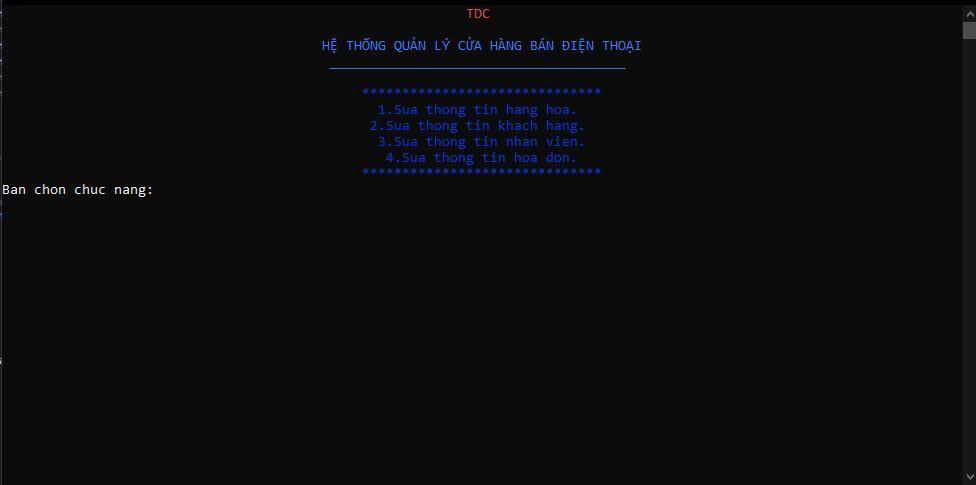 TDC
HỆ THỐNG QUẢN LÝ CỬA HÀNG BÁN ĐIỆN THOẠI
_____________________________________
******************************
1.Sua thong tin hang hoa.
2.Sua thong tin khach hang.
3.Sua thong tin nhan vien.
4.Sua thong tin hoa don.
******************************
Ban chon chuc nang: